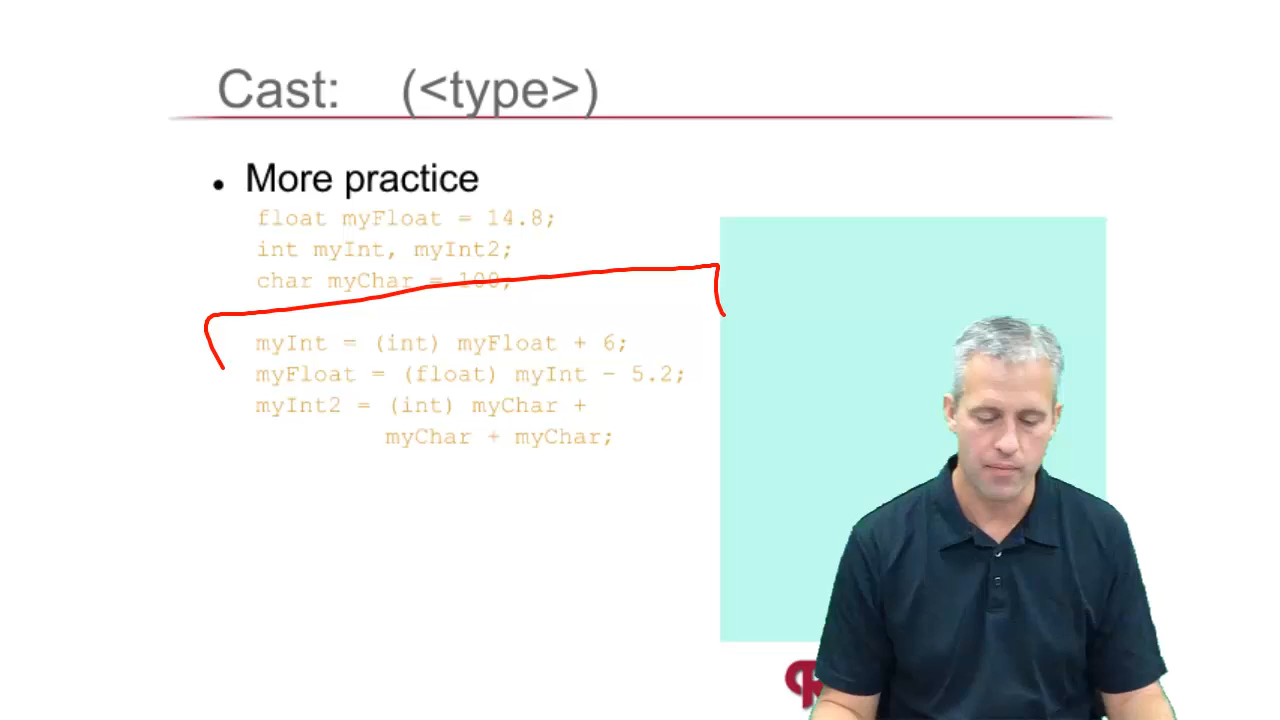 Cast: (<type>)
• More practice
float myFloat = 14.8;
int myInt, myInt2;
char myChar = 100;
myInt = (int) myFloat + 6;
myFloat = (float) myInt - 5.2;
myInt2 = (int) myChar +
myChar + myChar;